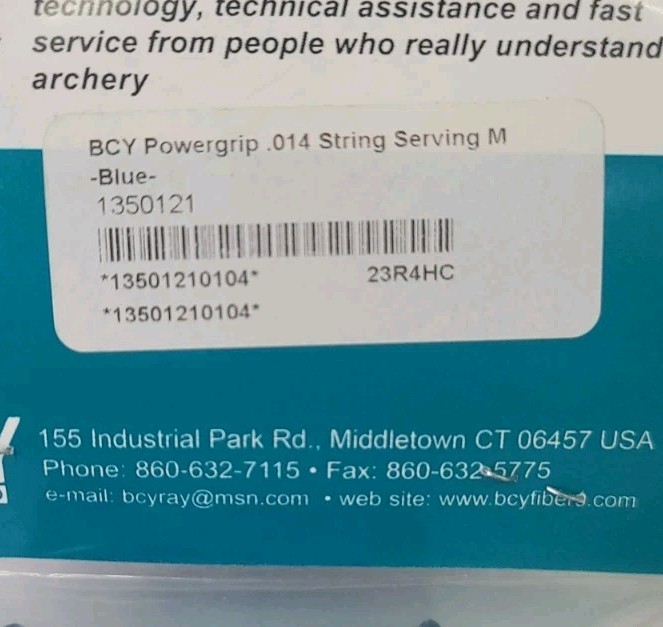 technology, technical assistance and fast
service from people who really understand
archery
BCY Powergrip .014 String Serving M
-Blue-
1350121
*13501210104* 23R4HC
*13501210104*
155 Industrial Park Rd., Middletown CT 06457 USA
Phone: 860-632-7115 • Fax: 860-632-5775
e-mail: bcyray@msn.com • web site: www.bcyfibers.com